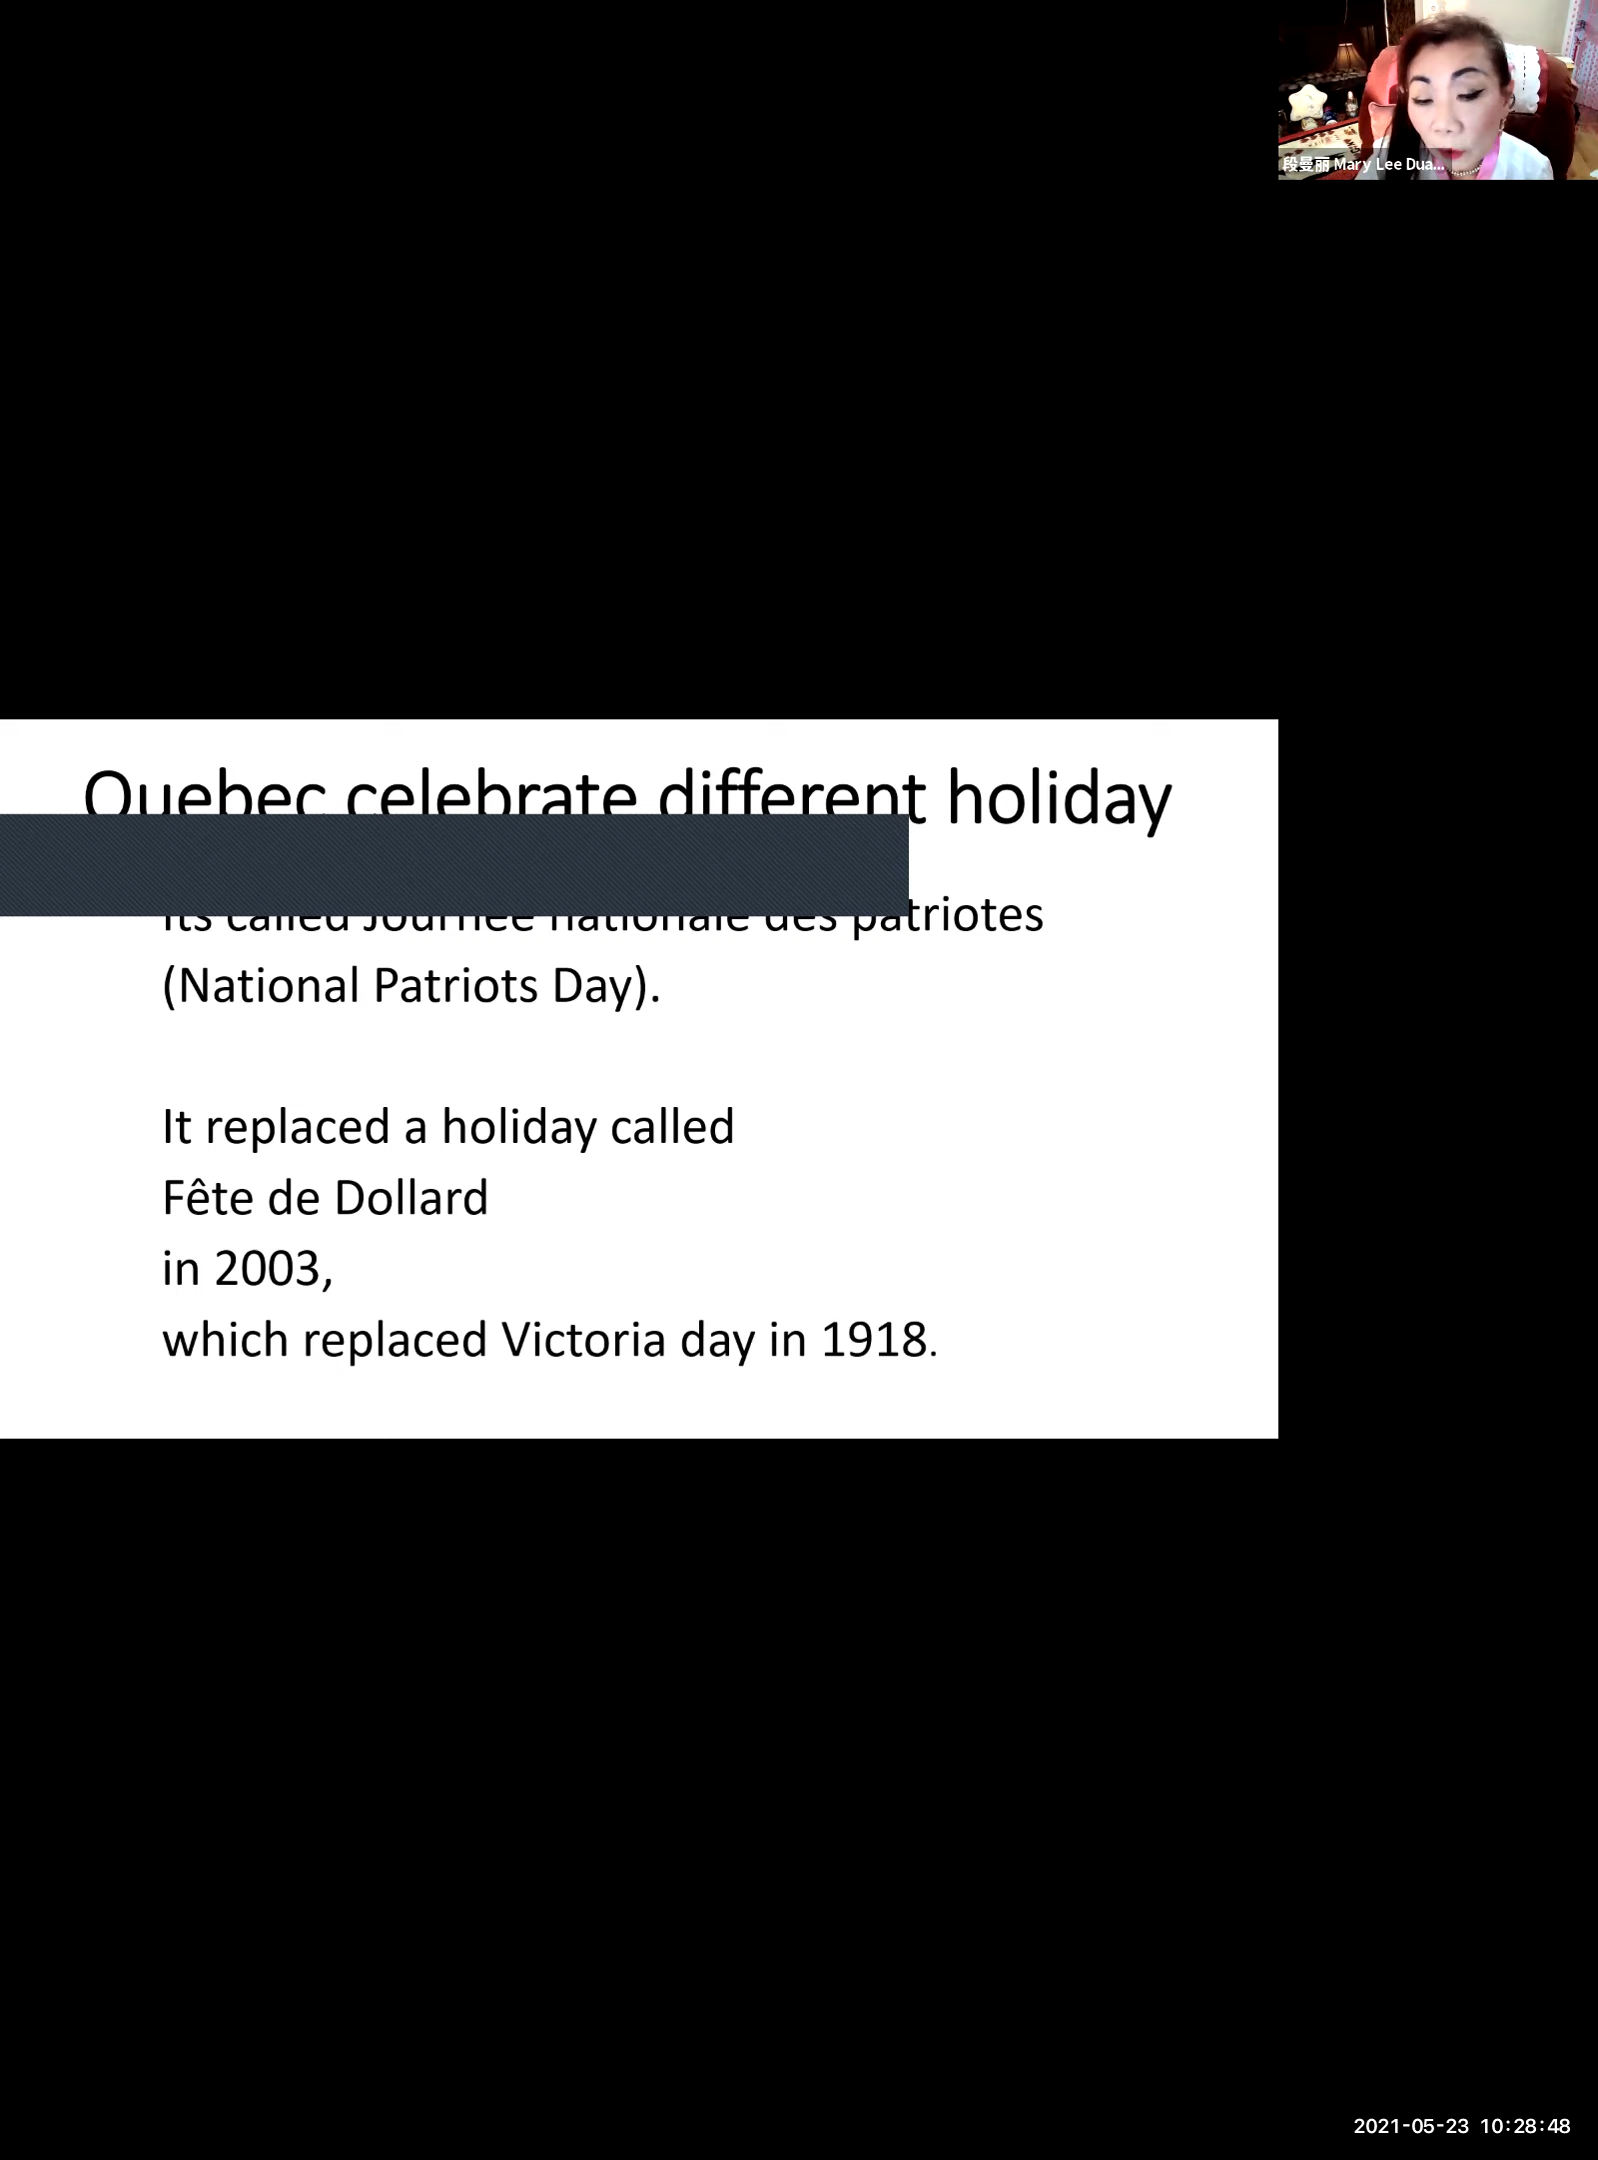 段曼丽 Mary Lee Dua...
Quebec celebrate different holiday
Its called Journée nationale des patriotes
(National Patriots Day).
It replaced a holiday called
Fête de Dollard
in 2003,
which replaced Victoria day in 1918.
2021-05-23 10:28:48